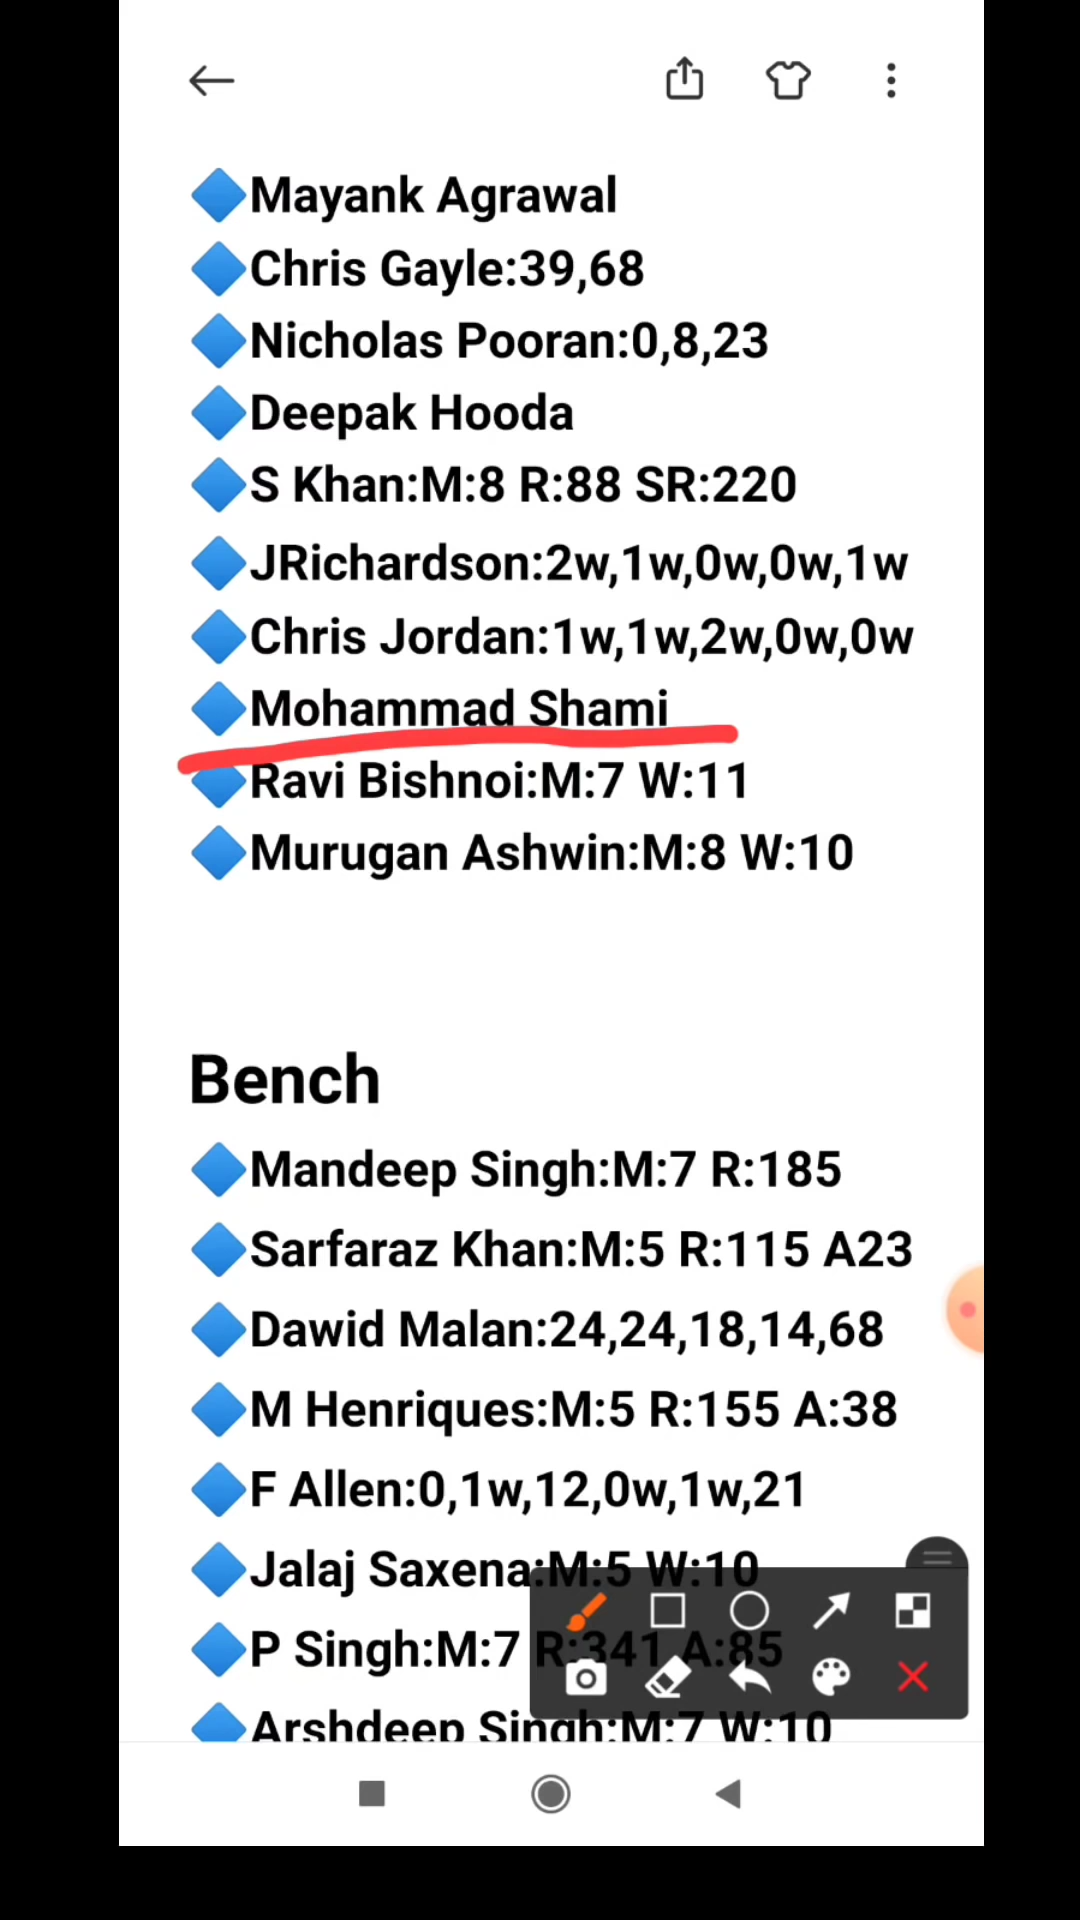 Mayank Agrawal
Chris Gayle:39,68
Nicholas Pooran:0,8,23
Deepak Hooda
S Khan:M:8 R:88 SR:220
JRichardson:2w,1w,0w,0w,1w
Chris Jordan:1w,1w,2w,0w,0w
Mohammad Shami
Ravi Bishnoi:M:7 W:11
Murugan Ashwin:M:8 W:10
Bench
Mandeep Singh:M:7 R:185
Sarfaraz Khan:M:5 R:115 A23
Dawid Malan:24,24,18,14,68
M Henriques:M:5 R:155 A:38
F Allen:0,1w,12,0w,1w,21
Jalaj Saxena:M:5 W:10
P Singh:M:7 R:341 A:85
Arshdeep Singh:M:7 W:10